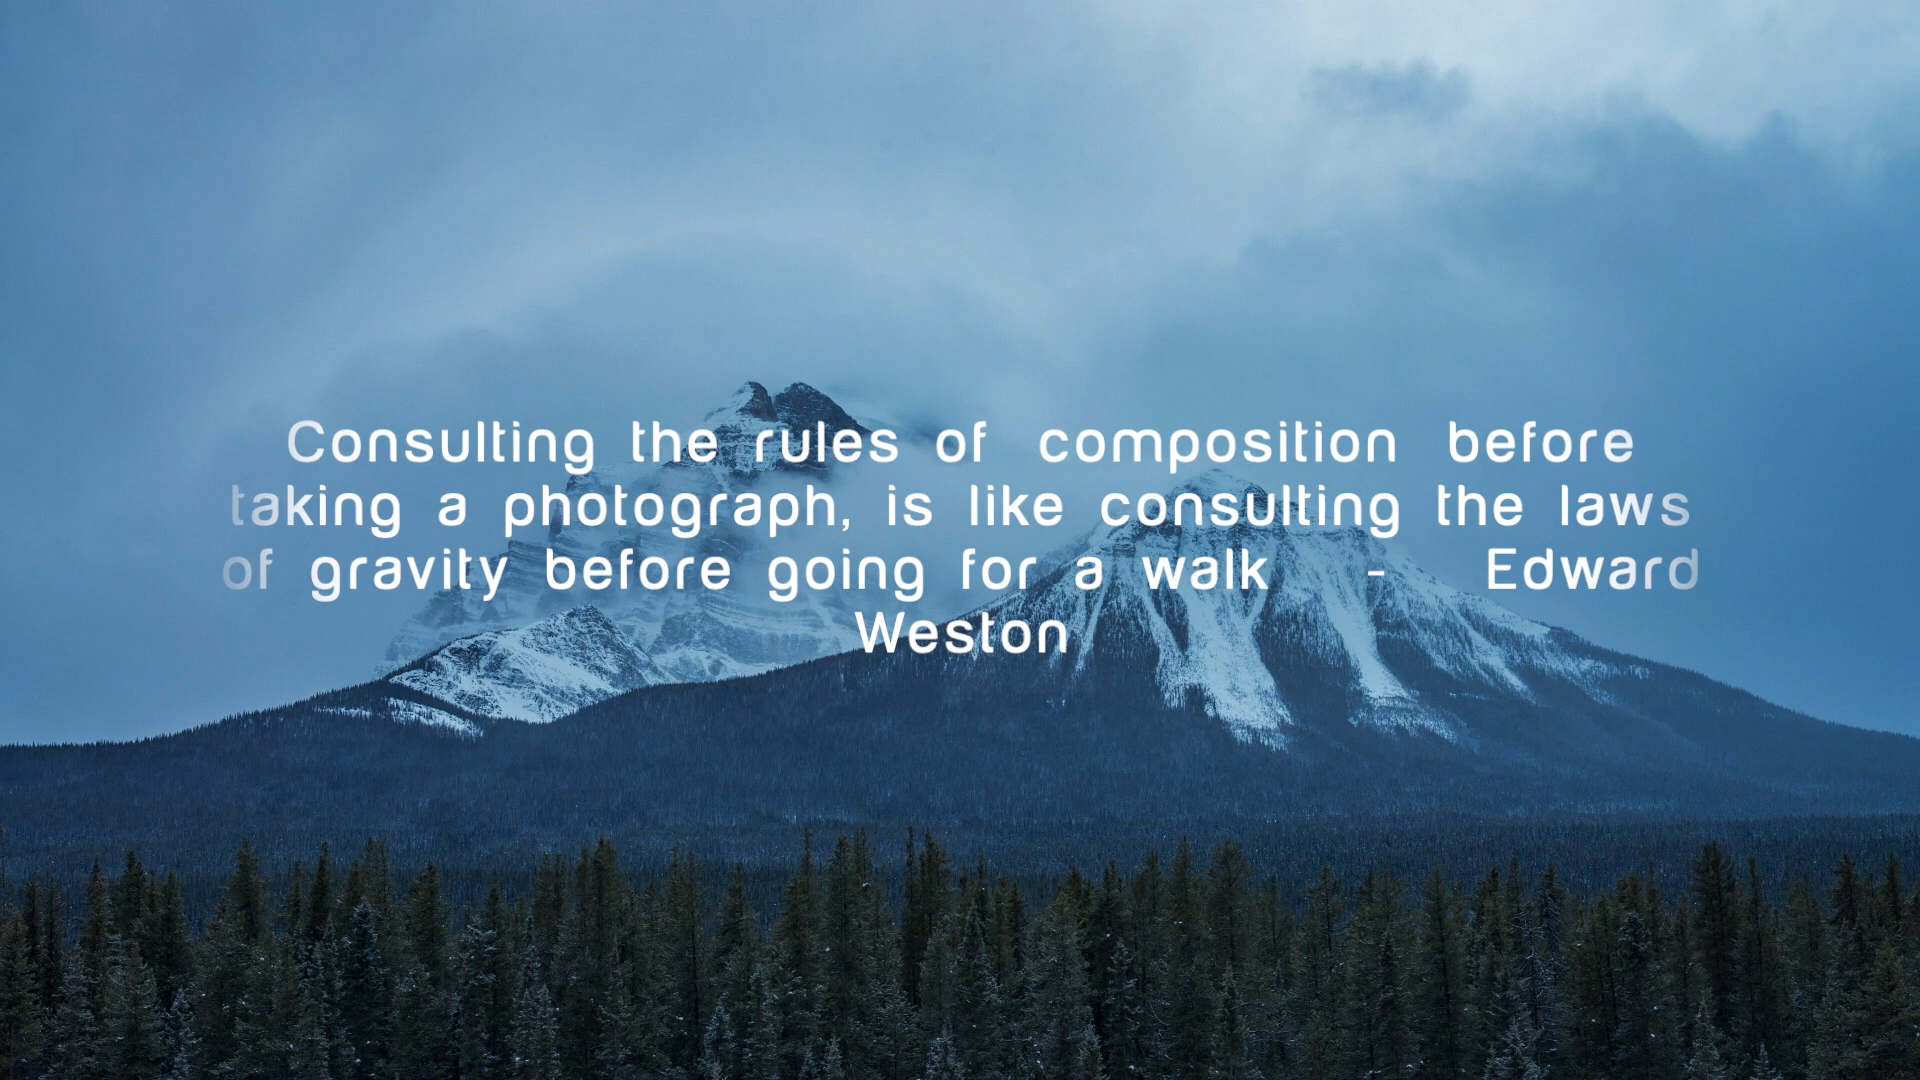 Consulting the rules of composition before
taking a photograph, is like consulting the laws
of gravity before going for a walk - Edward
Weston